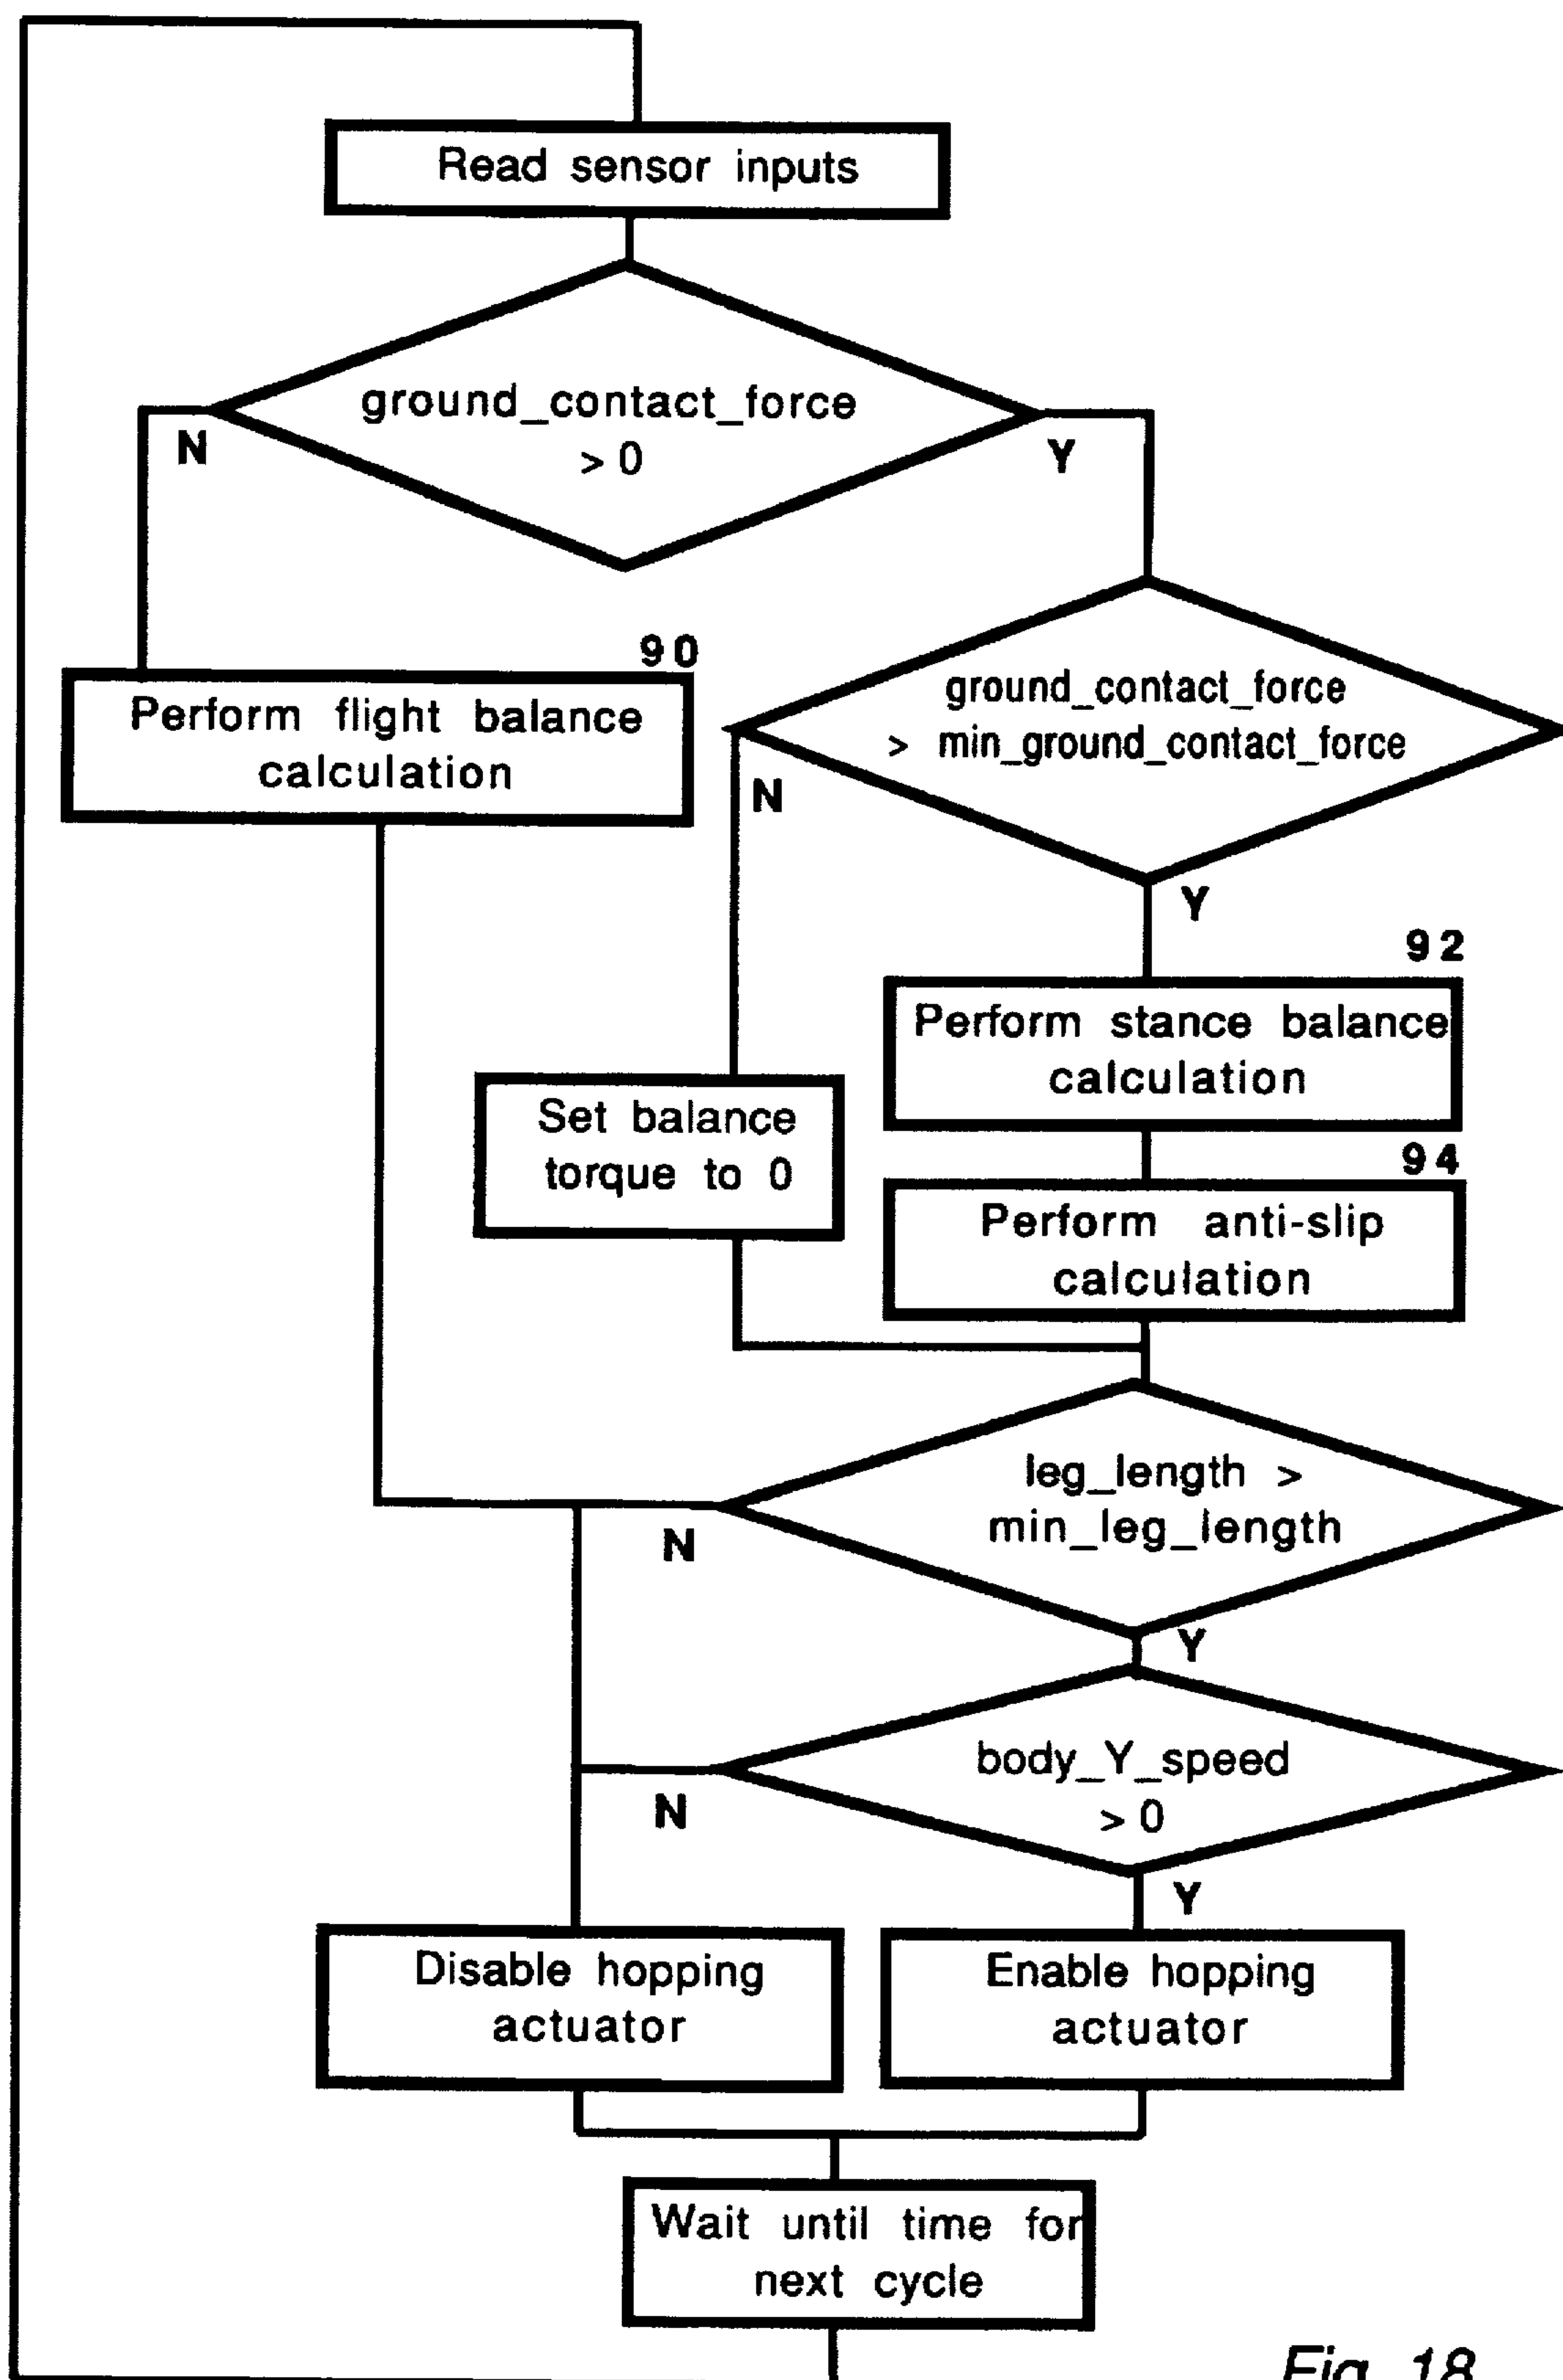 Read sensor inputs
ground_contact_force
> 0
N
Y
90
Perform flight balance
calculation
ground_contact_force
> min_ground_contact_force
N
Y
92
Perform stance balance
calculation
Set balance
torque to 0
94
Perform anti-slip
calculation
leg_length >
min_leg_length
N
Y
body_Y_speed
> 0
N
Y
Disable hopping
actuator
Enable hopping
actuator
Wait until time for
next cycle
Fig. 18